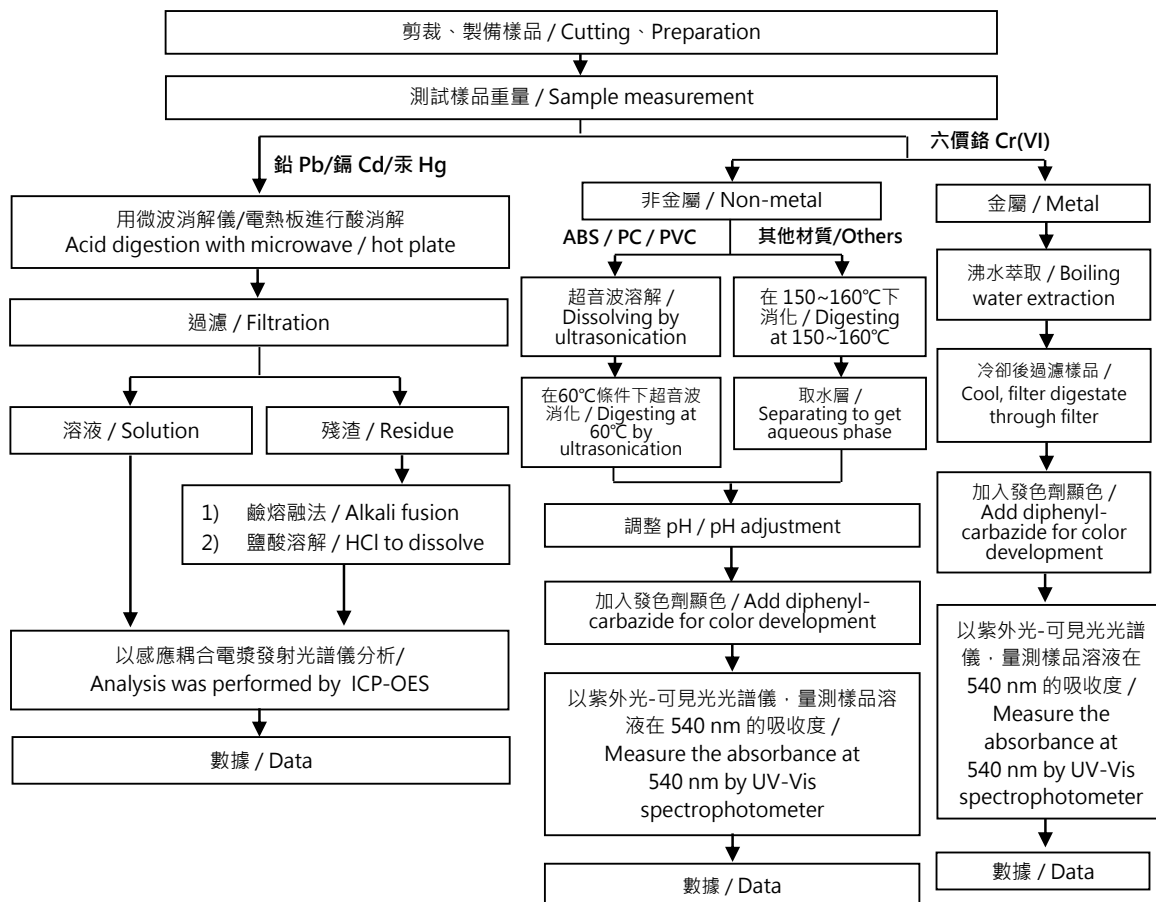 剪裁、製備樣品 / Cutting、Preparation
測試樣品重量 / Sample measurement
鉛 Pb/鎘 Cd/汞 Hg
六價鉻 Cr(VI)
用微波消解儀/電熱板進行酸消解
Acid digestion with microwave / hot plate
過濾 / Filtration
溶液 / Solution
殘渣 / Residue
1) 鹼熔融法 / Alkali fusion
2) 鹽酸溶解 / HCl to dissolve
以感應耦合電漿發射光譜儀分析/
Analysis was performed by ICP-OES
數據 / Data
非金屬 / Non-metal
ABS / PC / PVC
其他材質/Others
超音波溶解 /
Dissolving by
ultrasonication
在60℃條件下超音波
消化 / Digesting at
60℃ by
ultrasonication
在 150~160℃下
消化 / Digesting
at 150~160℃
取水層 /
Separating to get
aqueous phase
調整 pH / pH adjustment
加入發色劑顯色 / Add diphenyl-
carbazide for color development
以紫外光-可見光光譜儀，量測樣品溶
液在 540 nm 的吸收度 /
Measure the absorbance at
540 nm by UV-Vis
spectrophotometer
數據 / Data
金屬 / Metal
沸水萃取 / Boiling
water extraction
冷卻後過濾樣品 /
Cool, filter digestate
through filter
加入發色劑顯色 /
Add diphenyl-
carbazide for color
development
以紫外光-可見光光譜
儀，量測樣品溶液在
540 nm 的吸收度 /
Measure the
absorbance at
540 nm by UV-Vis
spectrophotometer
數據 / Data